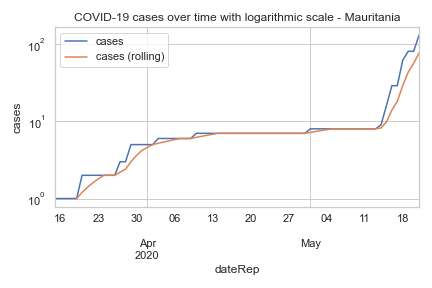 COVID-19 cases over time with logarithmic scale - Mauritania
cases
cases (rolling)
10²
10¹
10⁰
cases
16 23 30 06 13 20 27 04 11 18
Apr May
2020
dateRep